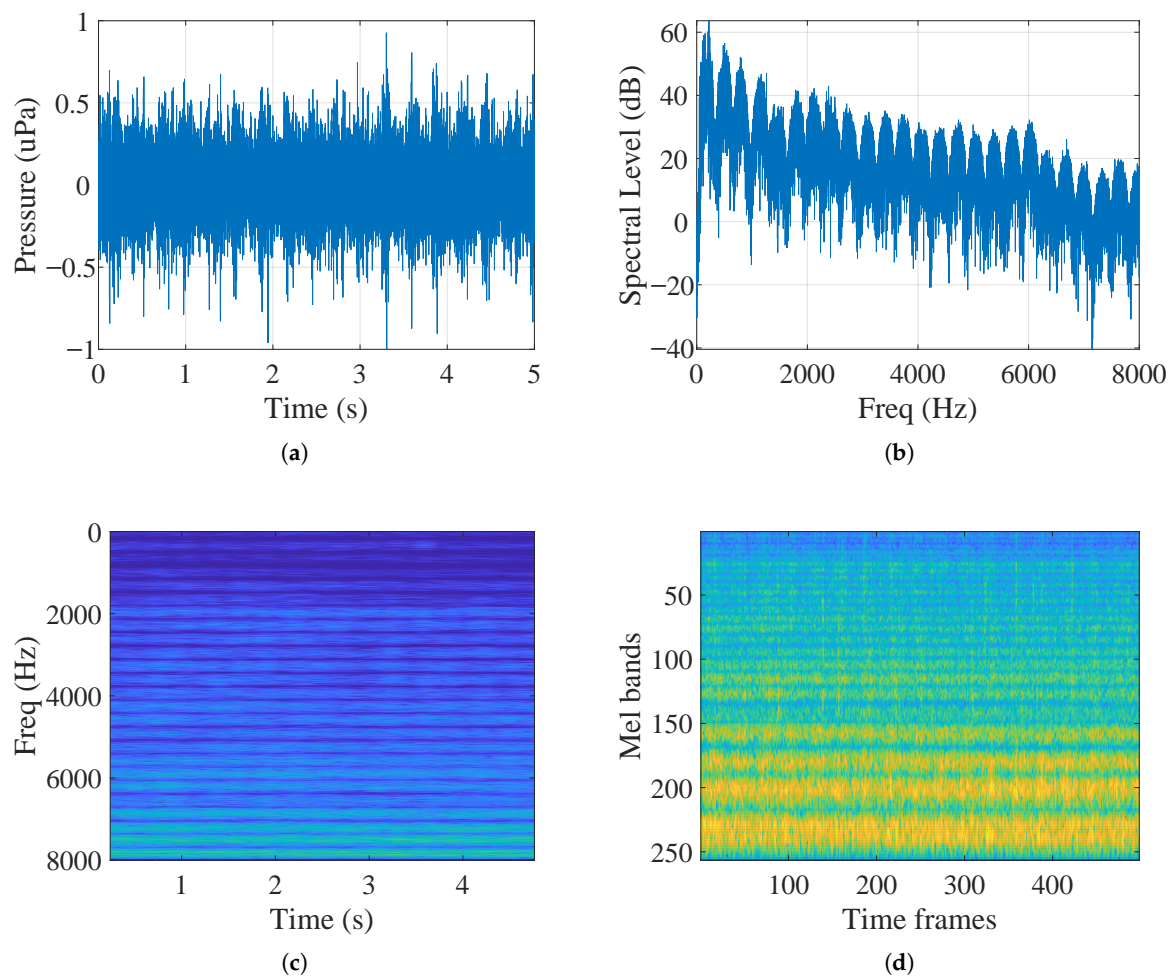 1
0.5
0
−0.5
−1
Pressure (uPa)
0 1 2 3 4 5
Time (s)
(a)
60
40
20
0
−20
−40
Spectral Level (dB)
0 2000 4000 6000 8000
Freq (Hz)
(b)
0
2000
4000
6000
8000
Freq (Hz)
1 2 3 4
Time (s)
(c)
50
100
150
200
250
Mel bands
100 200 300 400
Time frames
(d)